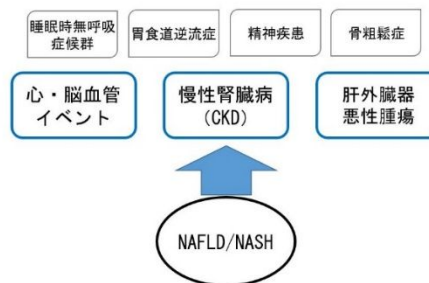 睡眠時無呼吸
症候群
胃食道逆流症
精神疾患
骨粗鬆症
心・脳血管
イベント
慢性腎臓病
(CKD)
肝外臓器
悪性腫瘍
NAFLD/NASH